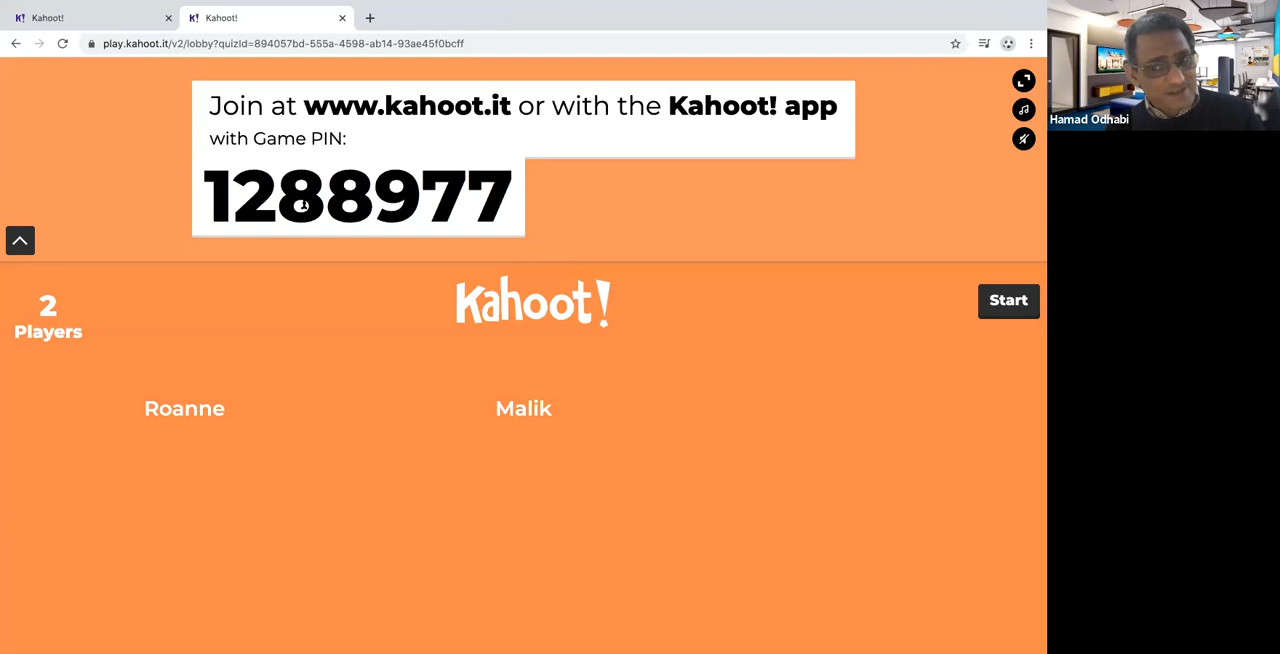 Kahoot!
Kahoot!
play.kahoot.it/v2/lobby?quizId=894057bd-555a-4598-ab14-93ae45f0bcff
Join at www.kahoot.it or with the Kahoot! app
with Game PIN:
1288977
Hamad Odhabi
2
Players
Kahoot!
Start
Roanne
Malik